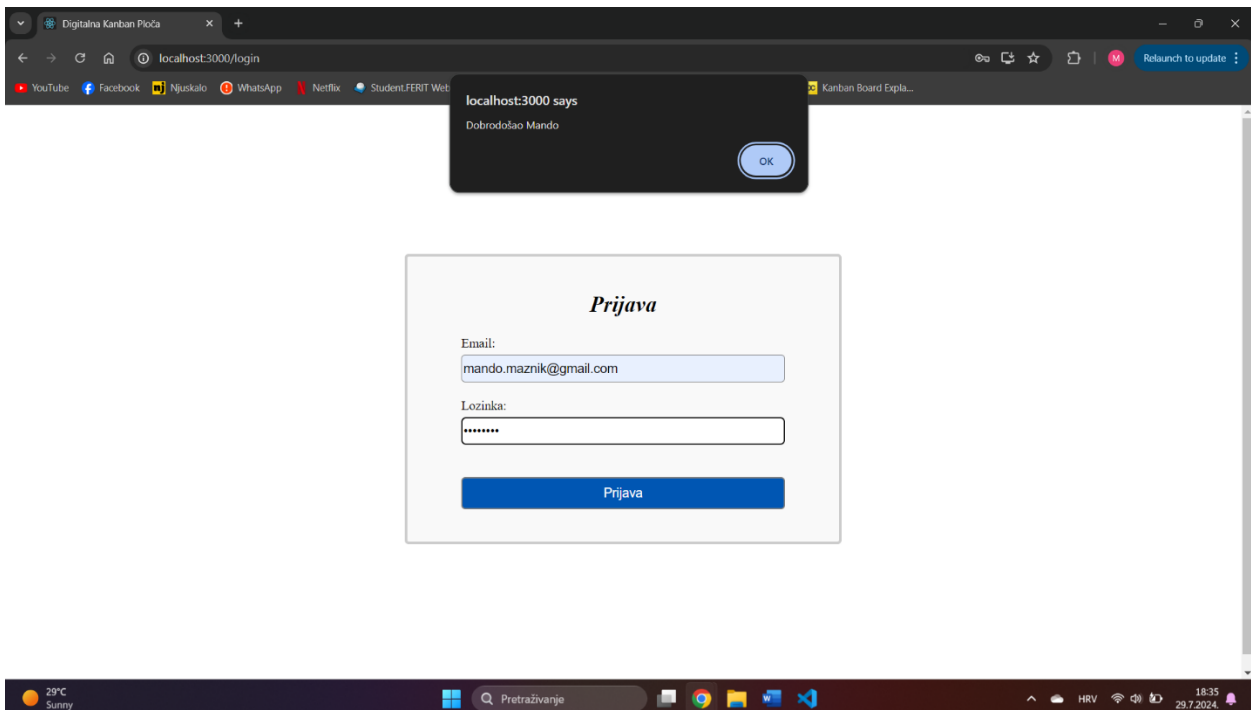 Digitalna Kanban Ploča
localhost:3000/login
Relaunch to update
M
YouTube Facebook Njuskalo WhatsApp Netflix Student.FERIT Web Kanban Board Expla...
localhost:3000 says
Dobrodošao Mando
OK
Prijava
Email:
mando.maznik@gmail.com
Lozinka:
••••••••
Prijava
29°C
Sunny
Pretraživanje
HRV
18:35
29.7.2024.